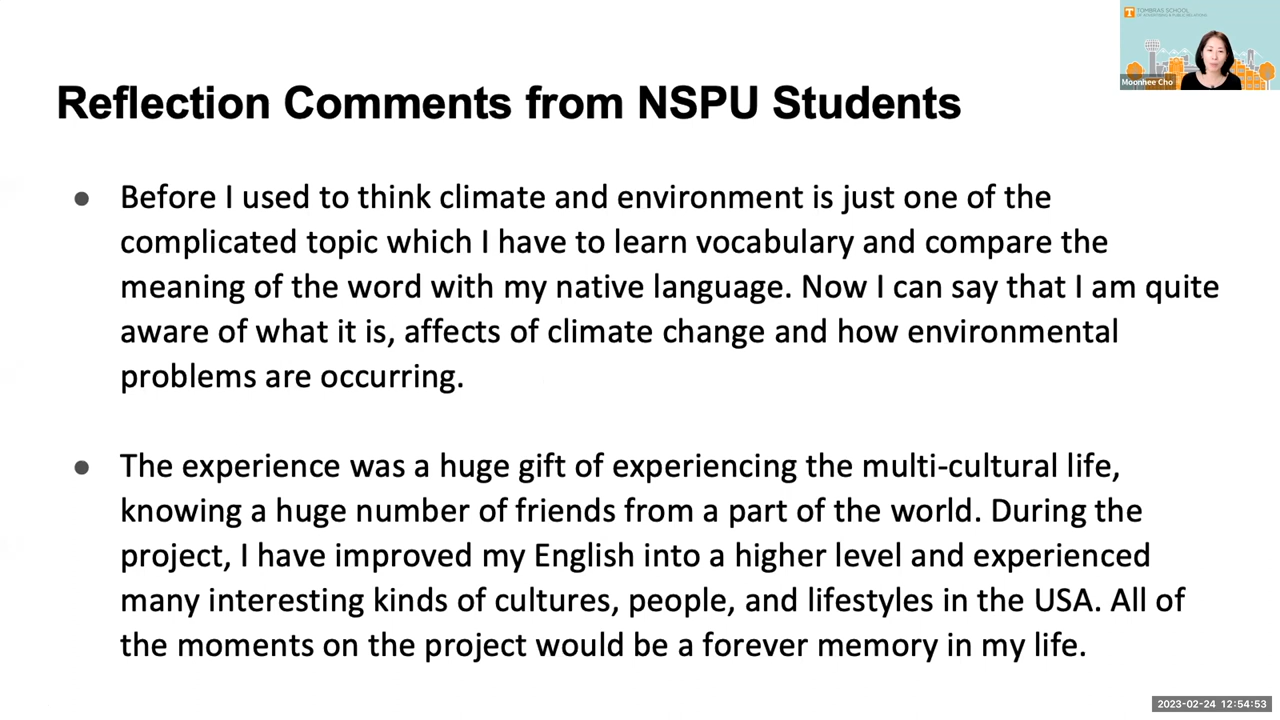 TOMBRAS SCHOOL
OF ADVERTISING & PUBLIC RELATIONS
Moonhee Cho
Reflection Comments from NSPU Students
● Before I used to think climate and environment is just one of the
complicated topic which I have to learn vocabulary and compare the
meaning of the word with my native language. Now I can say that I am quite
aware of what it is, affects of climate change and how environmental
problems are occurring.
● The experience was a huge gift of experiencing the multi-cultural life,
knowing a huge number of friends from a part of the world. During the
project, I have improved my English into a higher level and experienced
many interesting kinds of cultures, people, and lifestyles in the USA. All of
the moments on the project would be a forever memory in my life.
2023-02-24 12:54:53